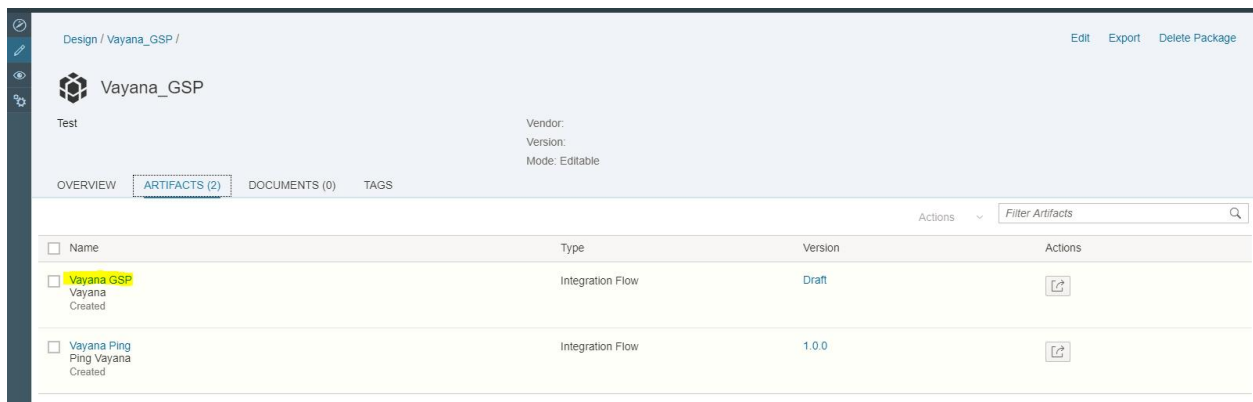 Design / Vayana_GSP /
Edit Export Delete Package
Vayana_GSP
Test
Vendor:
Version:
Mode: Editable
OVERVIEW ARTIFACTS (2) DOCUMENTS (0) TAGS
Actions Filter Artifacts
Name Type Version Actions
Vayana GSP Integration Flow Draft
Vayana
Created
Vayana Ping Integration Flow 1.0.0
Ping Vayana
Created